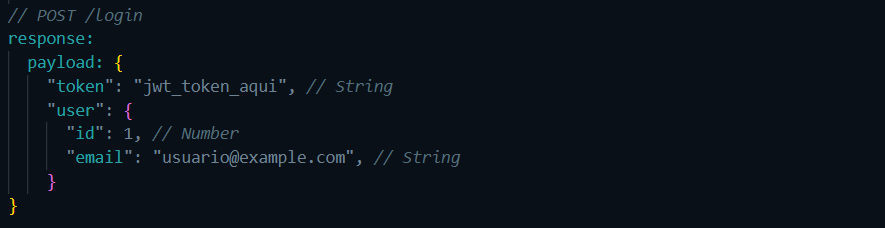 // POST /login
response:
payload: {
"token": "jwt_token_aqui", // String
"user": {
"id": 1, // Number
"email": "usuario@example.com", // String
}
}